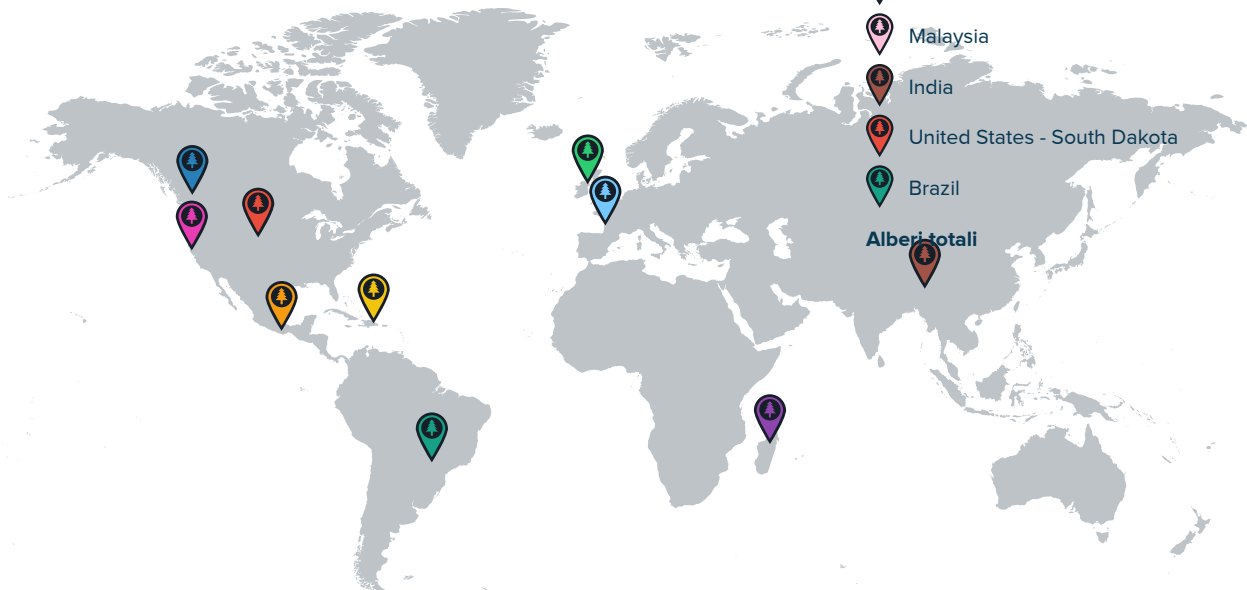 Malaysia
India
United States - South Dakota
Brazil
Alberi totali